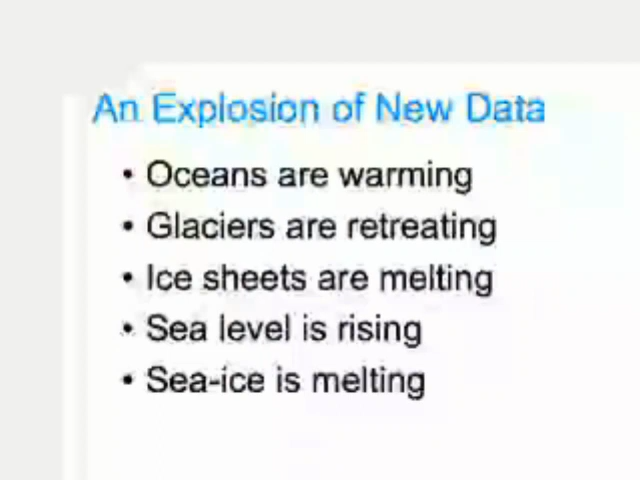 An Explosion of New Data
• Oceans are warming
• Glaciers are retreating
• Ice sheets are melting
• Sea level is rising
• Sea-ice is melting